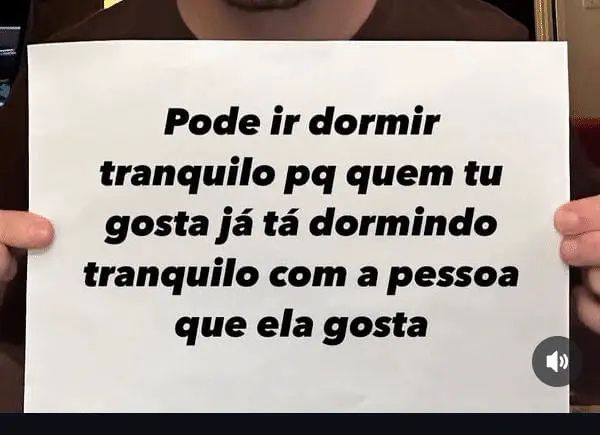 Pode ir dormir
tranquilo pq quem tu
gosta já tá dormindo
tranquilo com a pessoa
que ela gosta